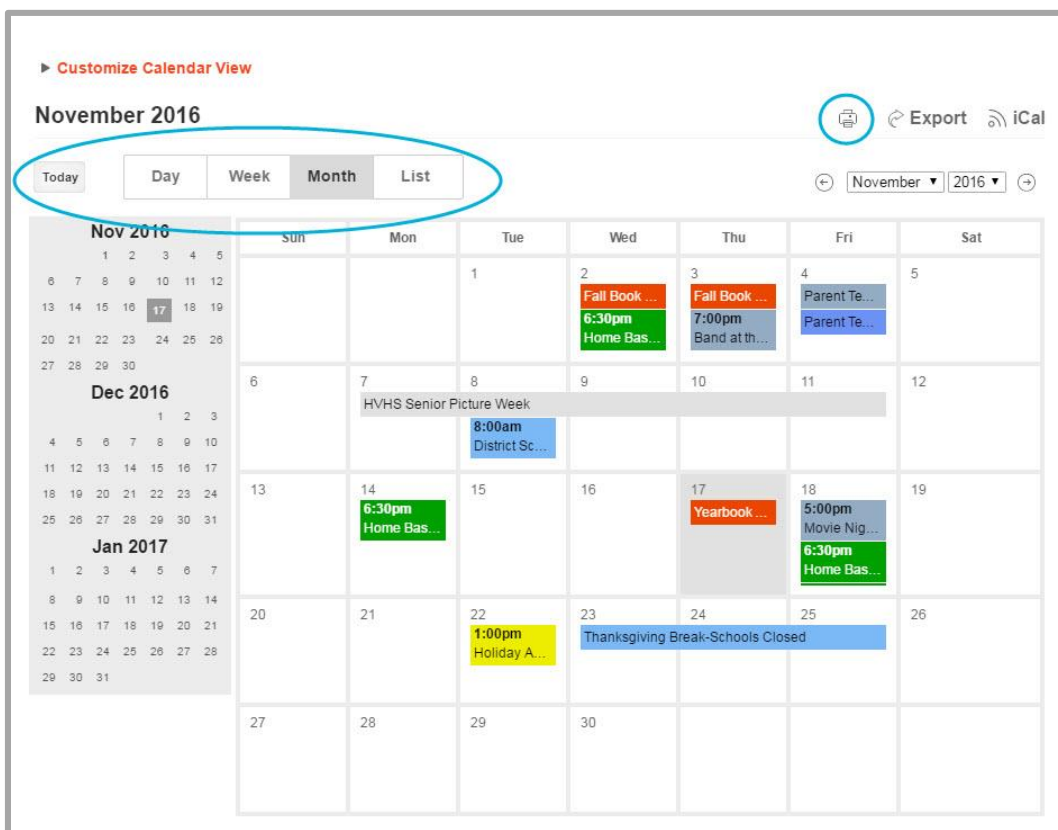 Customize Calendar View
November 2016
Export iCal
Today Day Week Month List
November 2016
Nov 2016
1 2 3 4 5
6 7 8 9 10 11 12
13 14 15 16 17 18 19
20 21 22 23 24 25 26
27 28 29 30
Dec 2016
1 2 3
4 5 6 7 8 9 10
11 12 13 14 15 16 17
18 19 20 21 22 23 24
25 26 27 28 29 30 31
Jan 2017
1 2 3 4 5 6 7
8 9 10 11 12 13 14
15 16 17 18 19 20 21
22 23 24 25 26 27 28
29 30 31
Sun Mon Tue Wed Thu Fri Sat
1 2 3 4 5
Fall Book ... Fall Book ... Parent Te...
6:30pm 7:00pm Parent Te...
Home Bas... Band at th...
6 7 8 9 10 11 12
HVHS Senior Picture Week
8:00am
District Sc...
13 14 15 16 17 18 19
6:30pm Yearbook ... 5:00pm
Home Bas... Movie Nig...
6:30pm
Home Bas...
20 21 22 23 24 25 26
1:00pm Thanksgiving Break-Schools Closed
Holiday A...
27 28 29 30